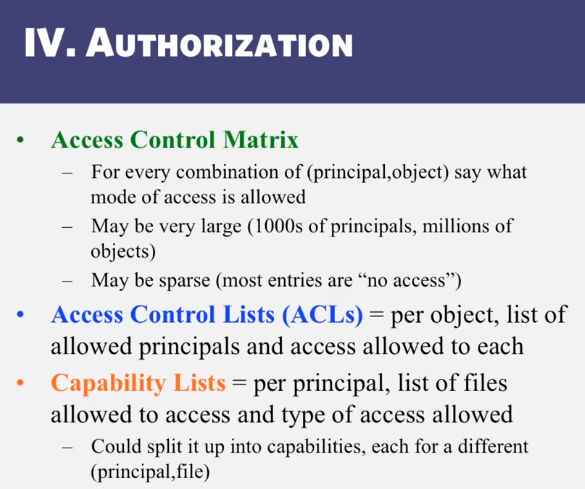 IV. AUTHORIZATION
• Access Control Matrix
– For every combination of (principal,object) say what
mode of access is allowed
– May be very large (1000s of principals, millions of
objects)
– May be sparse (most entries are “no access”)
• Access Control Lists (ACLs) = per object, list of
allowed principals and access allowed to each
• Capability Lists = per principal, list of files
allowed to access and type of access allowed
– Could split it up into capabilities, each for a different
(principal,file)